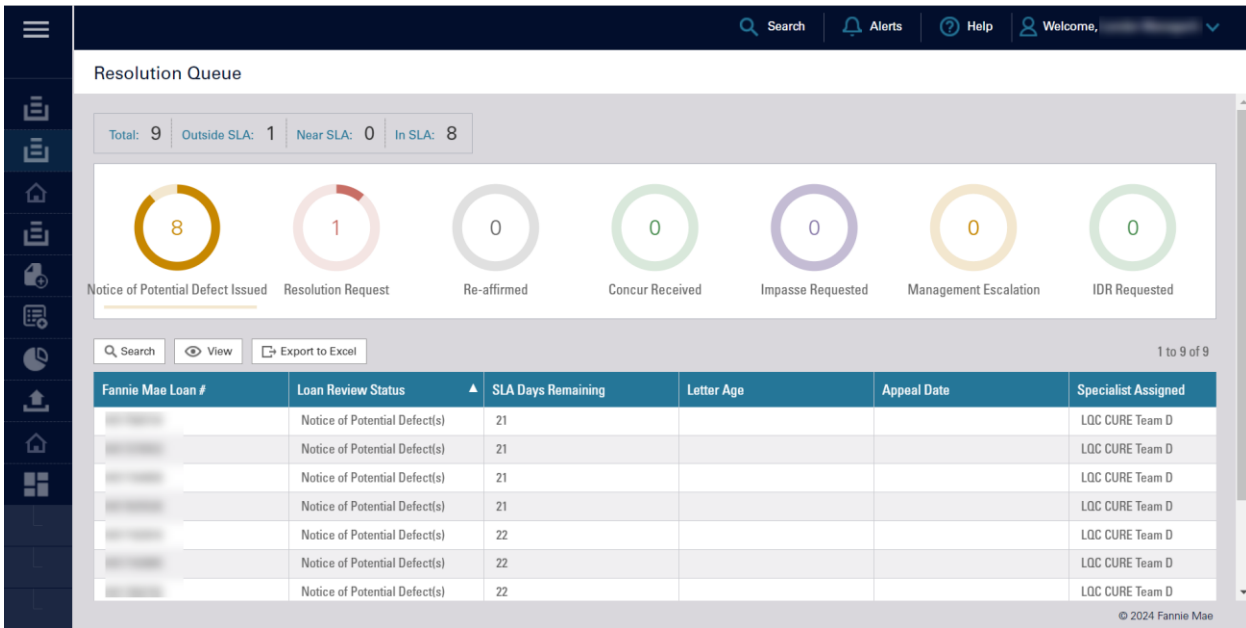 Search Alerts Help Welcome,
Resolution Queue
Total: 9 Outside SLA: 1 Near SLA: 0 In SLA: 8
8 1 0 0 0 0 0
Notice of Potential Defect Issued Resolution Request Re-affirmed Concur Received Impasse Requested Management Escalation IDR Requested
Search View Export to Excel 1 to 9 of 9
Fannie Mae Loan # Loan Review Status SLA Days Remaining Letter Age Appeal Date Specialist Assigned
Notice of Potential Defect(s) 21 LQC CURE Team D
Notice of Potential Defect(s) 21 LQC CURE Team D
Notice of Potential Defect(s) 21 LQC CURE Team D
Notice of Potential Defect(s) 21 LQC CURE Team D
Notice of Potential Defect(s) 22 LQC CURE Team D
Notice of Potential Defect(s) 22 LQC CURE Team D
Notice of Potential Defect(s) 22 LQC CURE Team D
© 2024 Fannie Mae